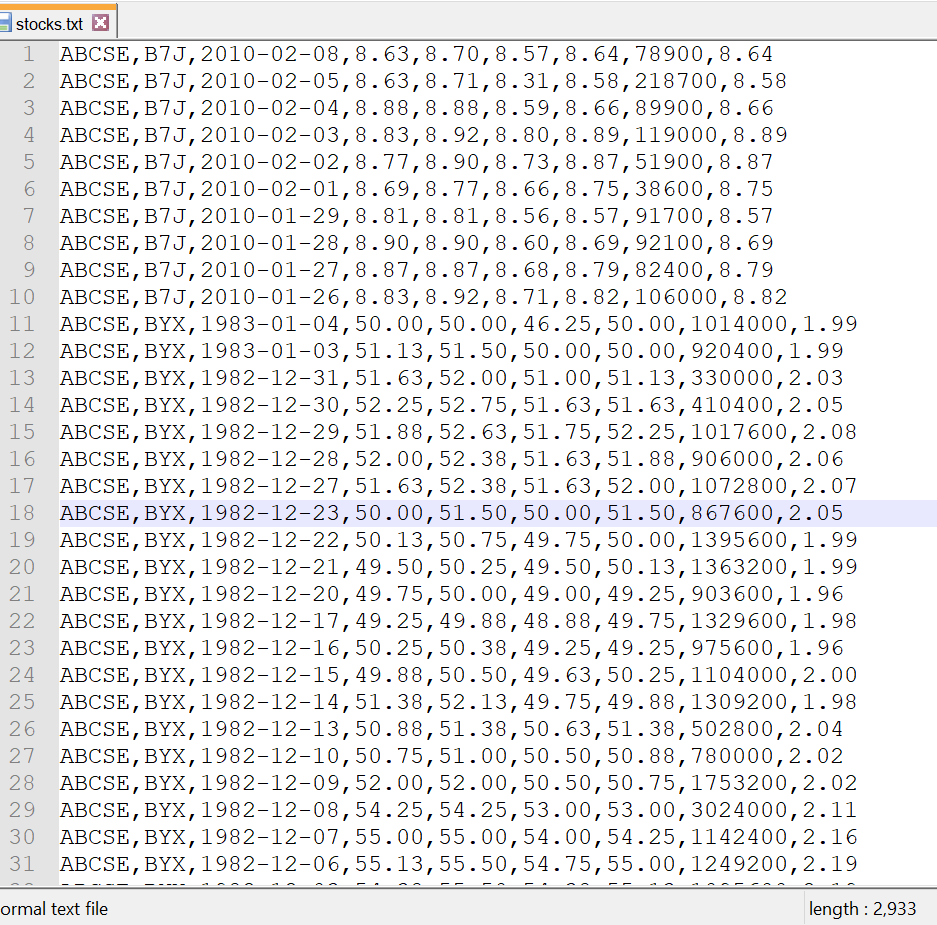 stocks.txt
1 ABCSE,B7J,2010-02-08,8.63,8.70,8.57,8.64,78900,8.64
2 ABCSE,B7J,2010-02-05,8.63,8.71,8.31,8.58,218700,8.58
3 ABCSE,B7J,2010-02-04,8.88,8.88,8.59,8.66,89900,8.66
4 ABCSE,B7J,2010-02-03,8.83,8.92,8.80,8.89,119000,8.89
5 ABCSE,B7J,2010-02-02,8.77,8.90,8.73,8.87,51900,8.87
6 ABCSE,B7J,2010-02-01,8.69,8.77,8.66,8.75,38600,8.75
7 ABCSE,B7J,2010-01-29,8.81,8.81,8.56,8.57,91700,8.57
8 ABCSE,B7J,2010-01-28,8.90,8.90,8.60,8.69,92100,8.69
9 ABCSE,B7J,2010-01-27,8.87,8.87,8.68,8.79,82400,8.79
10 ABCSE,B7J,2010-01-26,8.83,8.92,8.71,8.82,106000,8.82
11 ABCSE,BYX,1983-01-04,50.00,50.00,46.25,50.00,1014000,1.99
12 ABCSE,BYX,1983-01-03,51.13,51.50,50.00,50.00,920400,1.99
13 ABCSE,BYX,1982-12-31,51.63,52.00,51.00,51.13,330000,2.03
14 ABCSE,BYX,1982-12-30,52.25,52.75,51.63,51.63,410400,2.05
15 ABCSE,BYX,1982-12-29,51.88,52.63,51.75,52.25,1017600,2.08
16 ABCSE,BYX,1982-12-28,52.00,52.38,51.63,51.88,906000,2.06
17 ABCSE,BYX,1982-12-27,51.63,52.38,51.63,52.00,1072800,2.07
18 ABCSE,BYX,1982-12-23,50.00,51.50,50.00,51.50,867600,2.05
19 ABCSE,BYX,1982-12-22,50.13,50.75,49.75,50.00,1395600,1.99
20 ABCSE,BYX,1982-12-21,49.50,50.25,49.50,50.13,1363200,1.99
21 ABCSE,BYX,1982-12-20,49.75,50.00,49.00,49.25,903600,1.96
22 ABCSE,BYX,1982-12-17,49.25,49.88,48.88,49.75,1329600,1.98
23 ABCSE,BYX,1982-12-16,50.25,50.38,49.25,49.25,975600,1.96
24 ABCSE,BYX,1982-12-15,49.88,50.50,49.63,50.25,1104000,2.00
25 ABCSE,BYX,1982-12-14,51.38,52.13,49.75,49.88,1309200,1.98
26 ABCSE,BYX,1982-12-13,50.88,51.38,50.63,51.38,502800,2.04
27 ABCSE,BYX,1982-12-10,50.75,51.00,50.50,50.88,780000,2.02
28 ABCSE,BYX,1982-12-09,52.00,52.00,50.50,50.75,1753200,2.02
29 ABCSE,BYX,1982-12-08,54.25,54.25,53.00,53.00,3024000,2.11
30 ABCSE,BYX,1982-12-07,55.00,55.00,54.00,54.25,1142400,2.16
31 ABCSE,BYX,1982-12-06,55.13,55.50,54.75,55.00,1249200,2.19
ormal text file length : 2,933